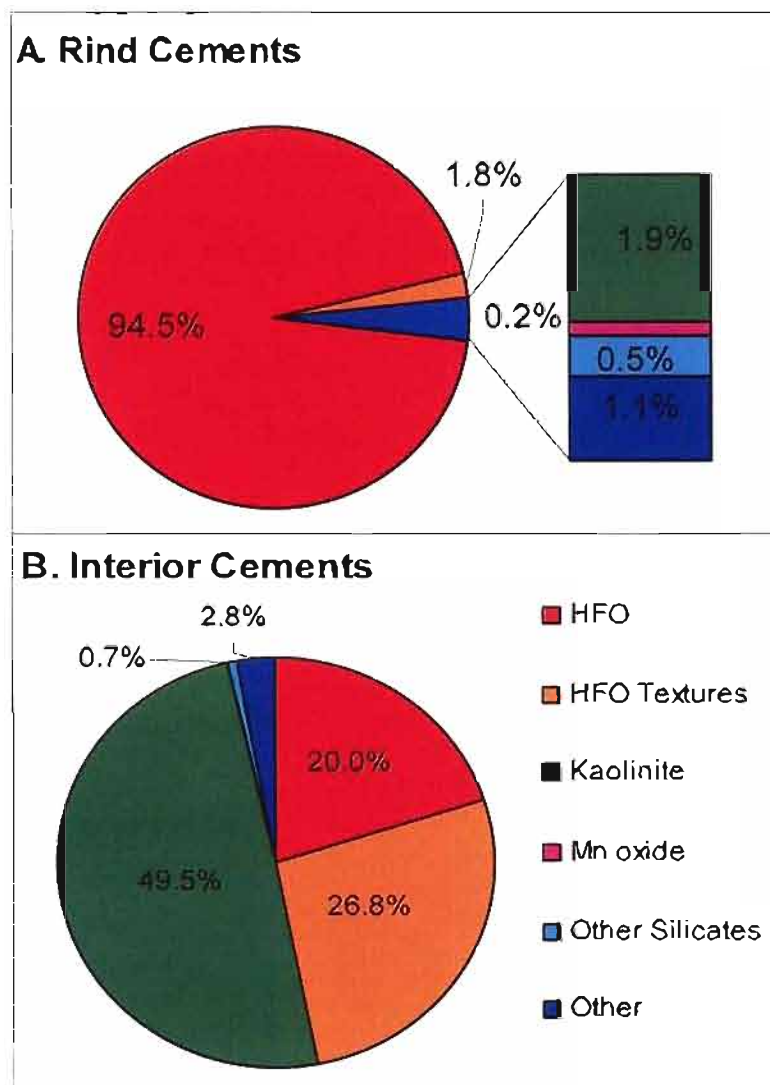 A. Rind Cements
1.8%
1.9%
94.5%
0.2%
0.5%
1.1%
B. Interior Cements
2.8%
0.7%
20.0%
49.5%
26.8%
HFO
HFO Textures
Kaolinite
Mn oxide
Other Silicates
Other